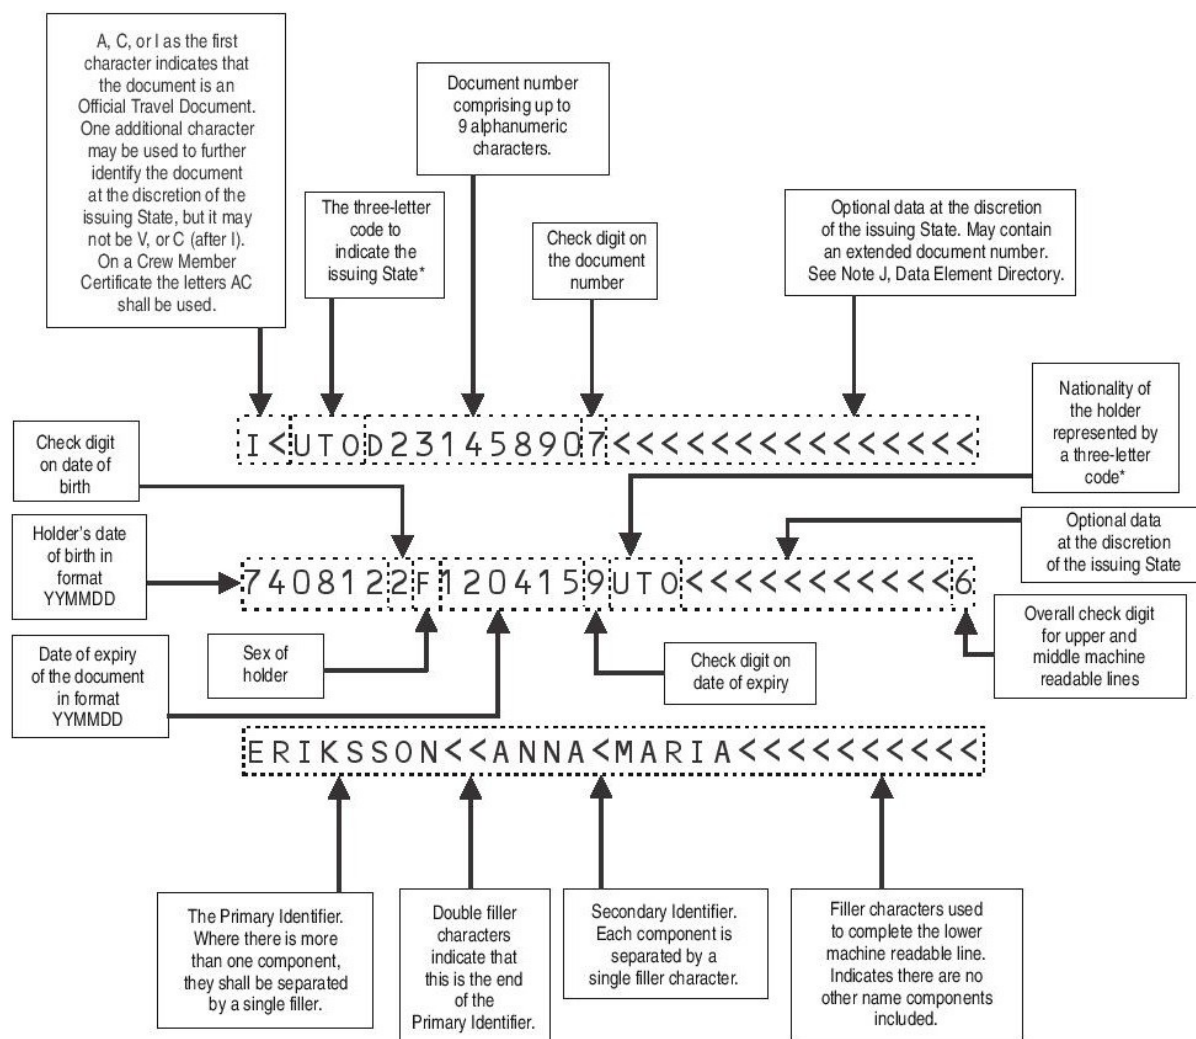 A, C, or I as the first
character indicates that
the document is an
Official Travel Document.
One additional character
may be used to further
identify the document
at the discretion of the
issuing State, but it may
not be V, or C (after I).
On a Crew Member
Certificate the letters AC
shall be used.
The three-letter
code to
indicate the
issuing State*
Document number
comprising up to
9 alphanumeric
characters.
Check digit on
the document
number
Optional data at the discretion
of the issuing State. May contain
an extended document number.
See Note J, Data Element Directory.
Nationality of
the holder
represented by
a three-letter
code*
I<UTOD231458907<<<<<<<<<<<<<<<
Check digit
on date of
birth
Holder's date
of birth in
format
YYMMDD
Optional data
at the discretion
of the issuing State
7408122F1204159UTO<<<<<<<<<<<6
Date of expiry
of the document
in format
YYMMDD
Sex of
holder
Check digit on
date of expiry
Overall check digit
for upper and
middle machine
readable lines
ERIKSSON<<ANNA<MARIA<<<<<<<<<<
The Primary Identifier.
Where there is more
than one component,
they shall be separated
by a single filler.
Double filler
characters
indicate that
this is the end
of the
Primary Identifier.
Secondary Identifier.
Each component is
separated by a
single filler character.
Filler characters used
to complete the lower
machine readable line.
Indicates there are no
other name components
included.